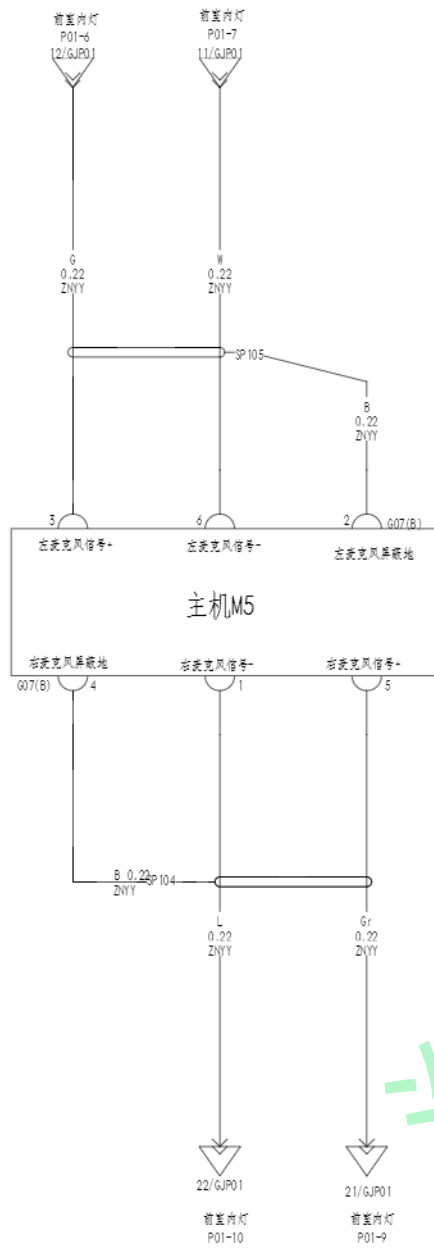 前室内灯
P01-6
12/GJP01
前室内灯
P01-7
11/GJP01
G
0.22
ZNYY
W
0.22
ZNYY
SP105
B
0.22
ZNYY
3
6
2
G07(B)
左麦克风信号+
左麦克风信号-
左麦克风屏蔽地
主机M5
右麦克风屏蔽地
右麦克风信号-
右麦克风信号+
G07(B)
4
1
5
B 0.22
ZNYY
SP104
L
0.22
ZNYY
Gr
0.22
ZNYY
22/GJP01
21/GJP01
前室内灯
P01-10
前室内灯
P01-9